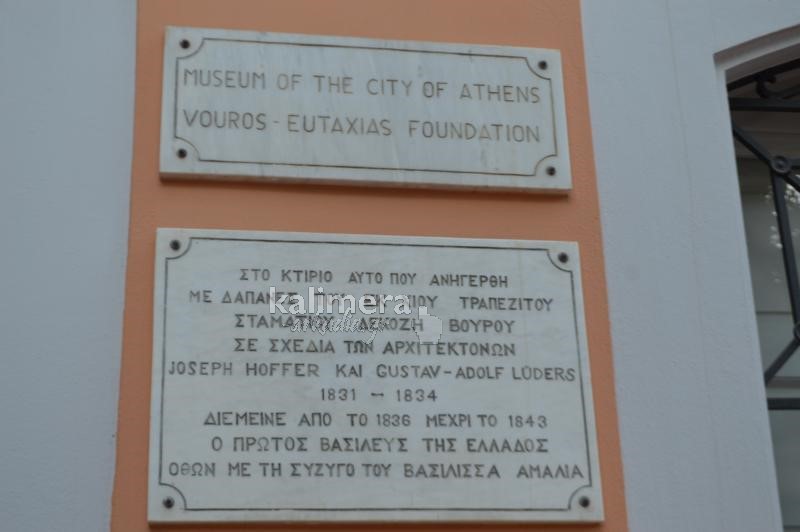 MUSEUM OF THE CITY OF ATHENS
VOUROS - EUTAXIAS FOUNDATION
ΣΤΟ ΚΤΙΡΙΟ ΑΥΤΟ ΠΟΥ ΑΝΗΓΕΡΘΗ
ΜΕ ΔΑΠΑΝΕΣ ΤΡΑΠΕΖΙΤΟΥ
kalimera
ΣΤΑΜΑΤΙΟΥ ΔΕΚΟΖΗ ΒΟΥΡΟΥ
ΣΕ ΣΧΕΔΙΑ ΤΩΝ ΑΡΧΙΤΕΚΤΟΝΩΝ
JOSEPH HOFFER ΚΑΙ GUSTAV-ADOLF LÜDERS
1831 - 1834
ΔΙΕΜΕΙΝΕ ΑΠΟ ΤΟ 1836 ΜΕΧΡΙ ΤΟ 1843
Ο ΠΡΩΤΟΣ ΒΑΣΙΛΕΥΣ ΤΗΣ ΕΛΛΑΔΟΣ
ΟΘΩΝ ΜΕ ΤΗ ΣΥΖΥΓΟ ΤΟΥ ΒΑΣΙΛΙΣΣΑ ΑΜΑΛΙΑ